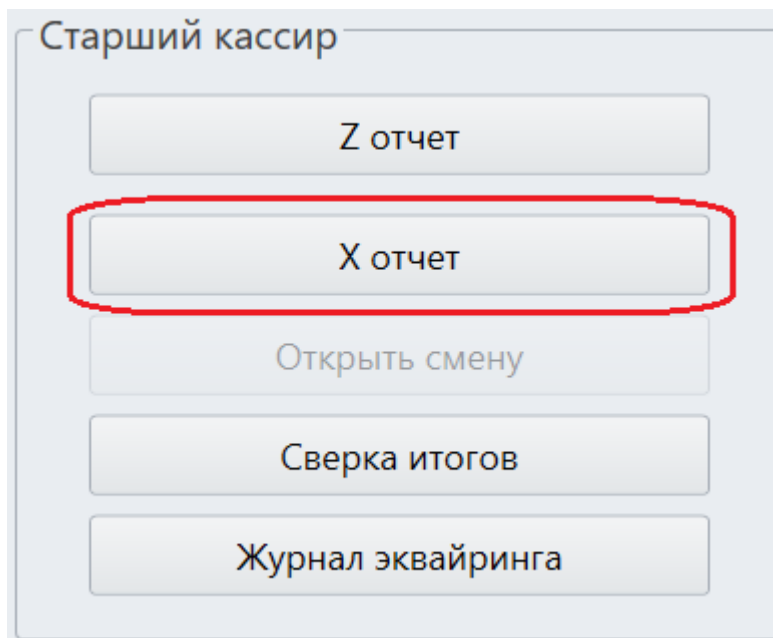 Старший кассир
Z отчет
X отчет
Открыть смену
Сверка итогов
Журнал эквайринга